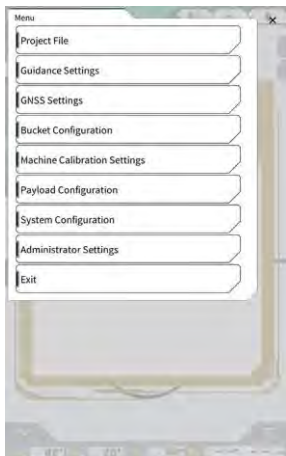 Menu
×
Project File
Guidance Settings
GNSS Settings
Bucket Configuration
Machine Calibration Settings
Payload Configuration
System Configuration
Administrator Settings
Exit